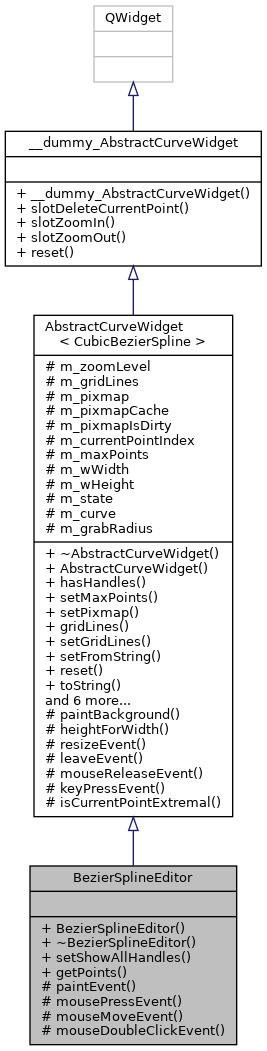 QWidget
__dummy_AbstractCurveWidget
+ __dummy_AbstractCurveWidget()
+ slotDeleteCurrentPoint()
+ slotZoomIn()
+ slotZoomOut()
+ reset()
AbstractCurveWidget
< CubicBezierSpline >
# m_zoomLevel
# m_gridLines
# m_pixmap
# m_pixmapCache
# m_pixmapIsDirty
# m_currentPointIndex
# m_maxPoints
# m_wWidth
# m_wHeight
# m_state
# m_curve
# m_grabRadius
+ ~AbstractCurveWidget()
+ AbstractCurveWidget()
+ hasHandles()
+ setMaxPoints()
+ setPixmap()
+ gridLines()
+ setGridLines()
+ setFromString()
+ reset()
+ toString()
and 6 more...
# paintBackground()
# heightForWidth()
# resizeEvent()
# leaveEvent()
# mouseReleaseEvent()
# keyPressEvent()
# isCurrentPointExtremal()
BezierSplineEditor
+ BezierSplineEditor()
+ ~BezierSplineEditor()
+ setShowAllHandles()
+ getPoints()
# paintEvent()
# mousePressEvent()
# mouseMoveEvent()
# mouseDoubleClickEvent()